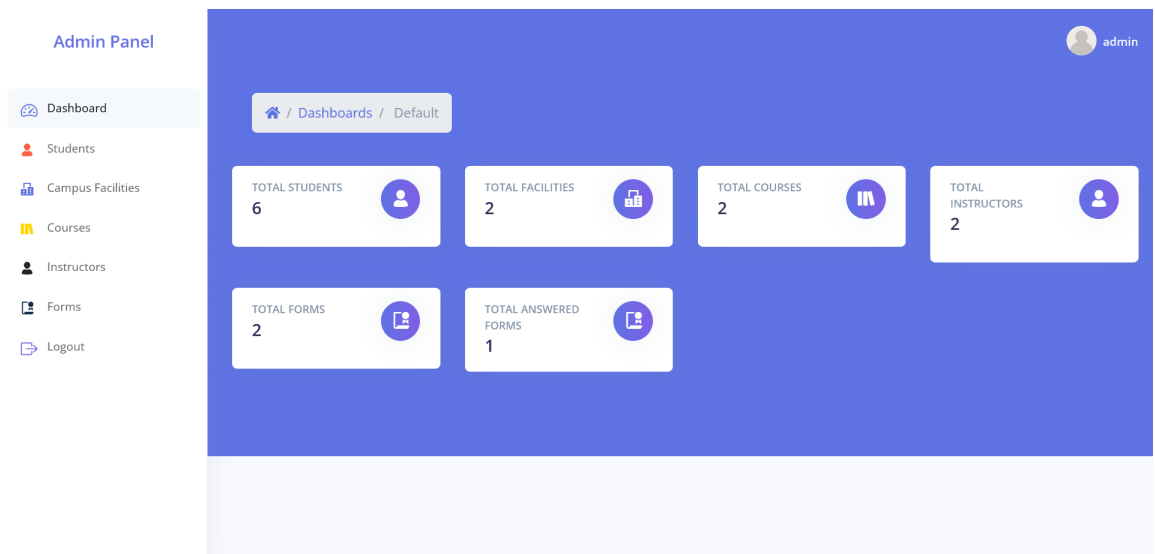 Admin Panel
admin
Dashboard
Students
Campus Facilities
Courses
Instructors
Forms
Logout
/ Dashboards / Default
TOTAL STUDENTS
6
TOTAL FACILITIES
2
TOTAL COURSES
2
TOTAL
INSTRUCTORS
2
TOTAL FORMS
2
TOTAL ANSWERED
FORMS
1